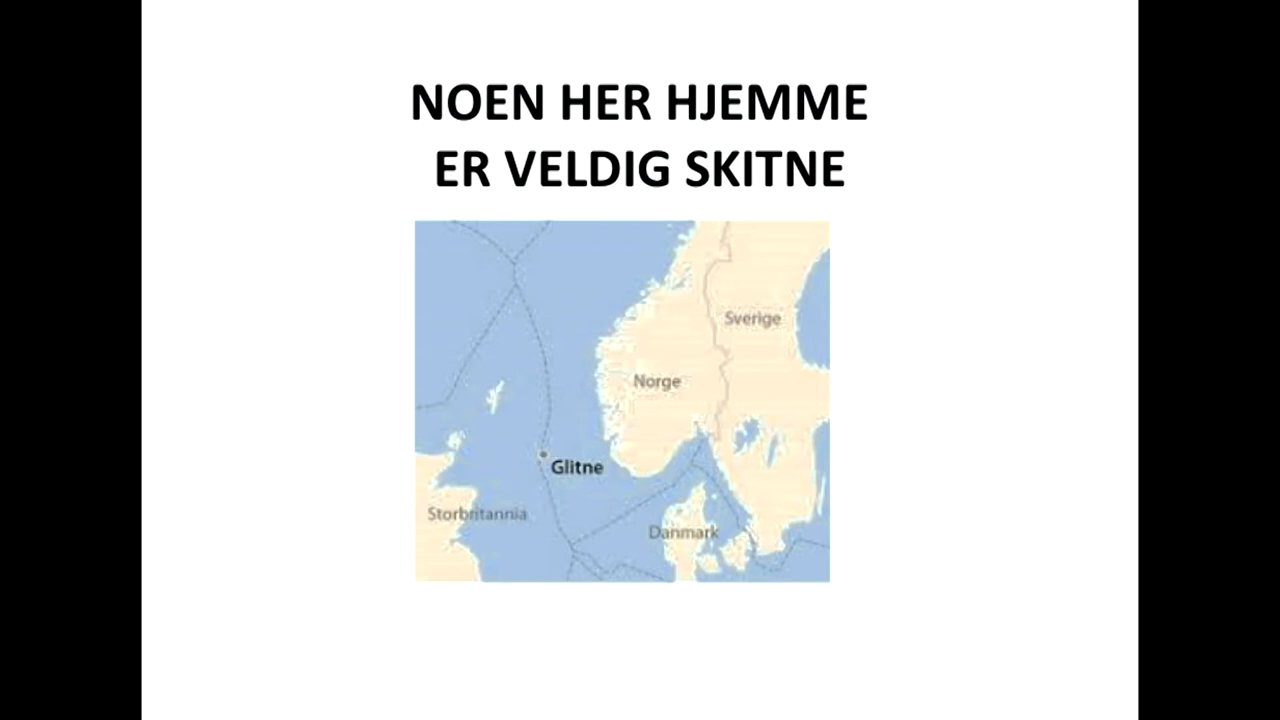 NOEN HER HJEMME
ER VELDIG SKITNE
Sverige
Norge
Glitne
Storbritannia
Danmark